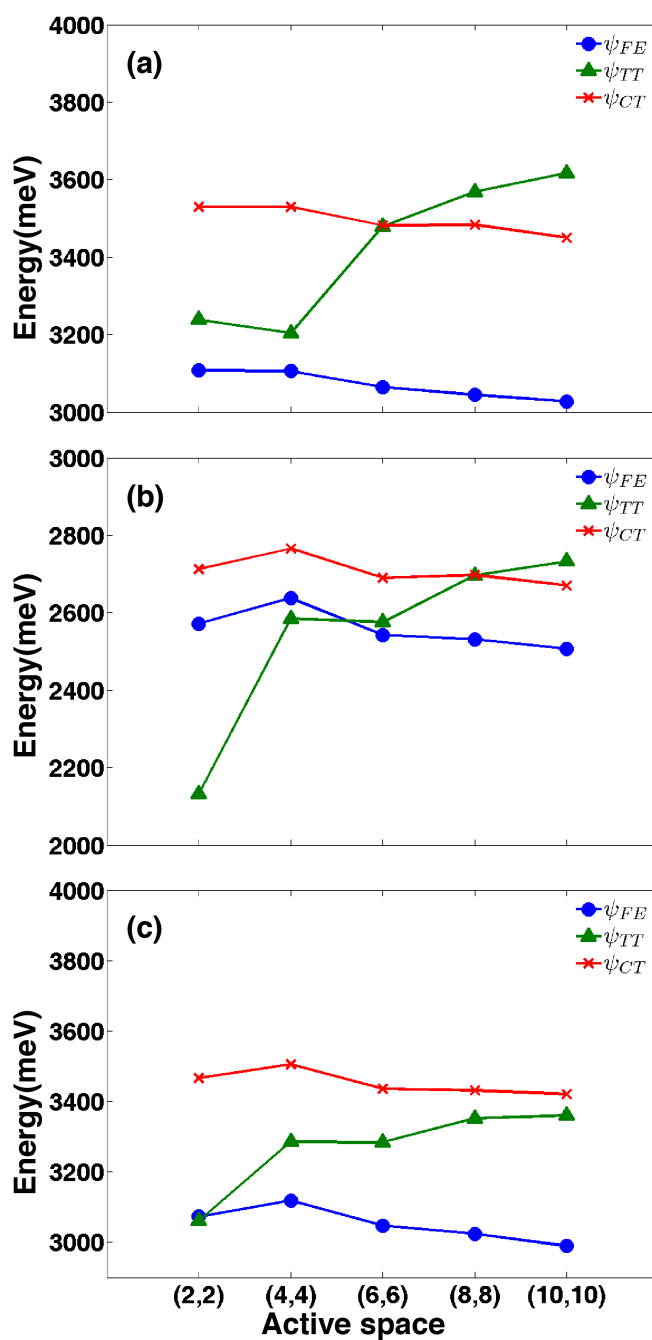 4000
3800
3600
3400
3200
3000
Energy(meV)
(a)
ψFE
ψTT
ψCT
3000
2800
2600
2400
2200
2000
Energy(meV)
(b)
ψFE
ψTT
ψCT
4000
3800
3600
3400
3200
3000
Energy(meV)
(c)
ψFE
ψTT
ψCT
(2,2) (4,4) (6,6) (8,8) (10,10)
Active space